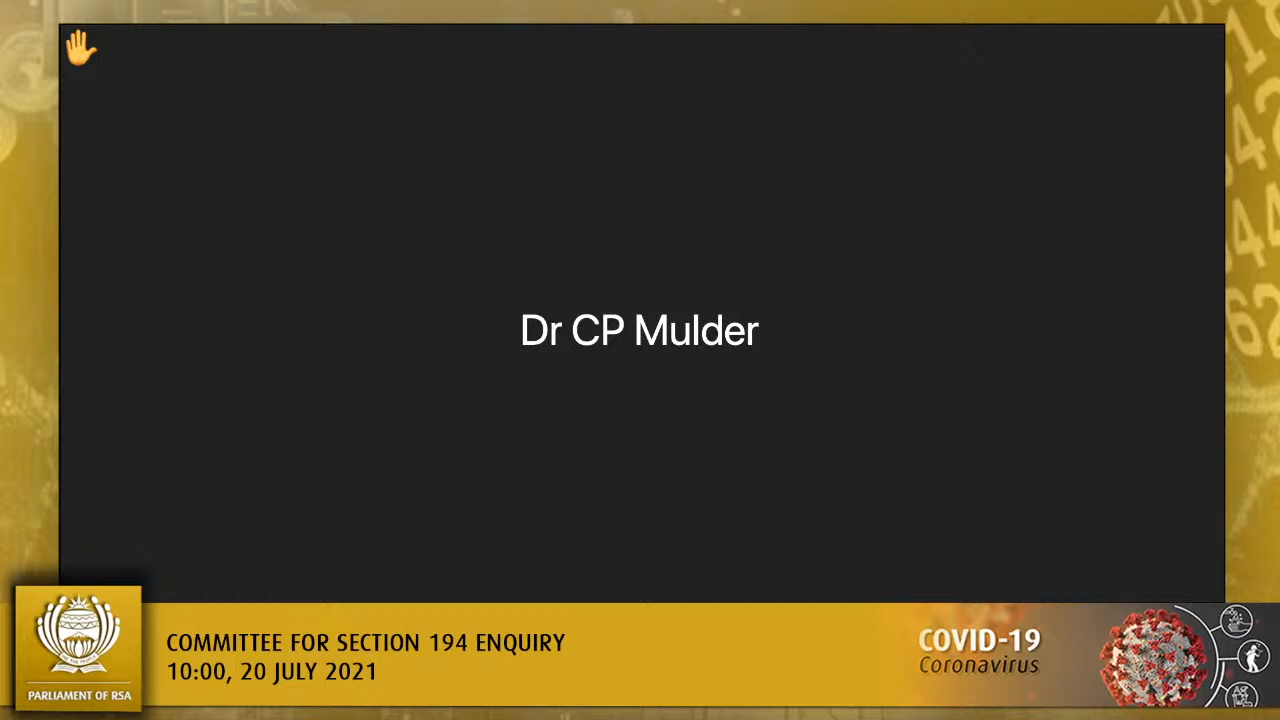 Dr CP Mulder
COMMITTEE FOR SECTION 194 ENQUIRY
10:00, 20 JULY 2021
PARLIAMENT OF RSA
COVID-19
Coronavirus